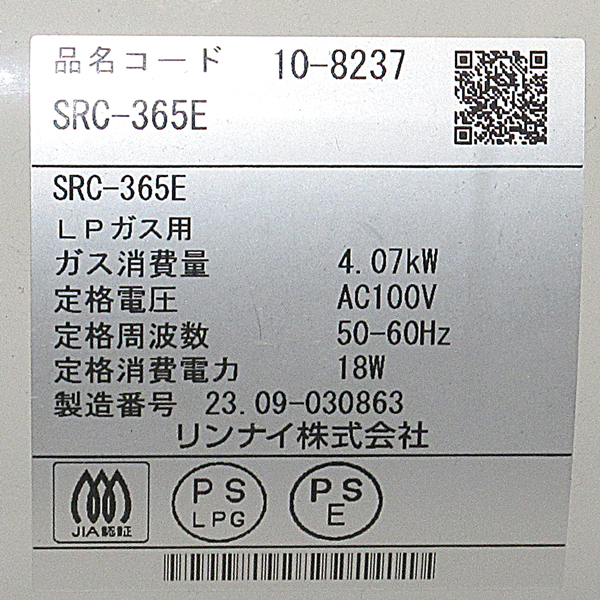 品名コード 10-8237
SRC-365E
SRC-365E
LPガス用
ガス消費量 4.07kW
定格電圧 AC100V
定格周波数 50-60Hz
定格消費電力 18W
製造番号 23.09-030863
リンナイ株式会社
JIA認証
PS LPG
PS E